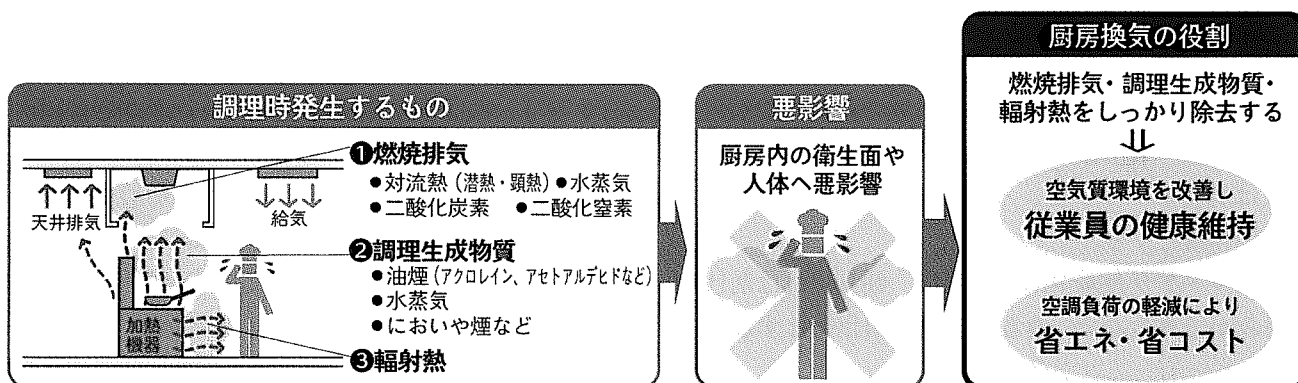 調理時発生するもの
天井排気
給気
加熱
機器
❶燃焼排気
●対流熱（潜熱・顕熱）●水蒸気
●二酸化炭素　●二酸化窒素
❷調理生成物質
●油煙（アクロレイン、アセトアルデヒドなど）
●水蒸気
●においや煙など
❸輻射熱
悪影響
厨房内の衛生面や
人体へ悪影響
厨房換気の役割
燃焼排気・調理生成物質・
輻射熱をしっかり除去する
空気質環境を改善し
従業員の健康維持
空調負荷の軽減により
省エネ・省コスト